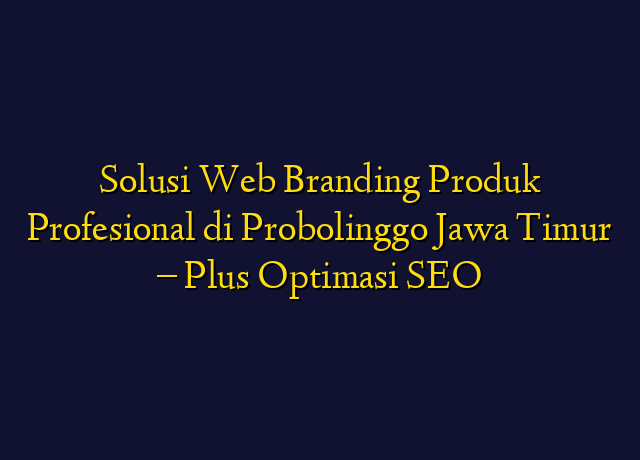 Solusi Web Branding Produk
Profesional di Probolinggo Jawa Timur
– Plus Optimasi SEO